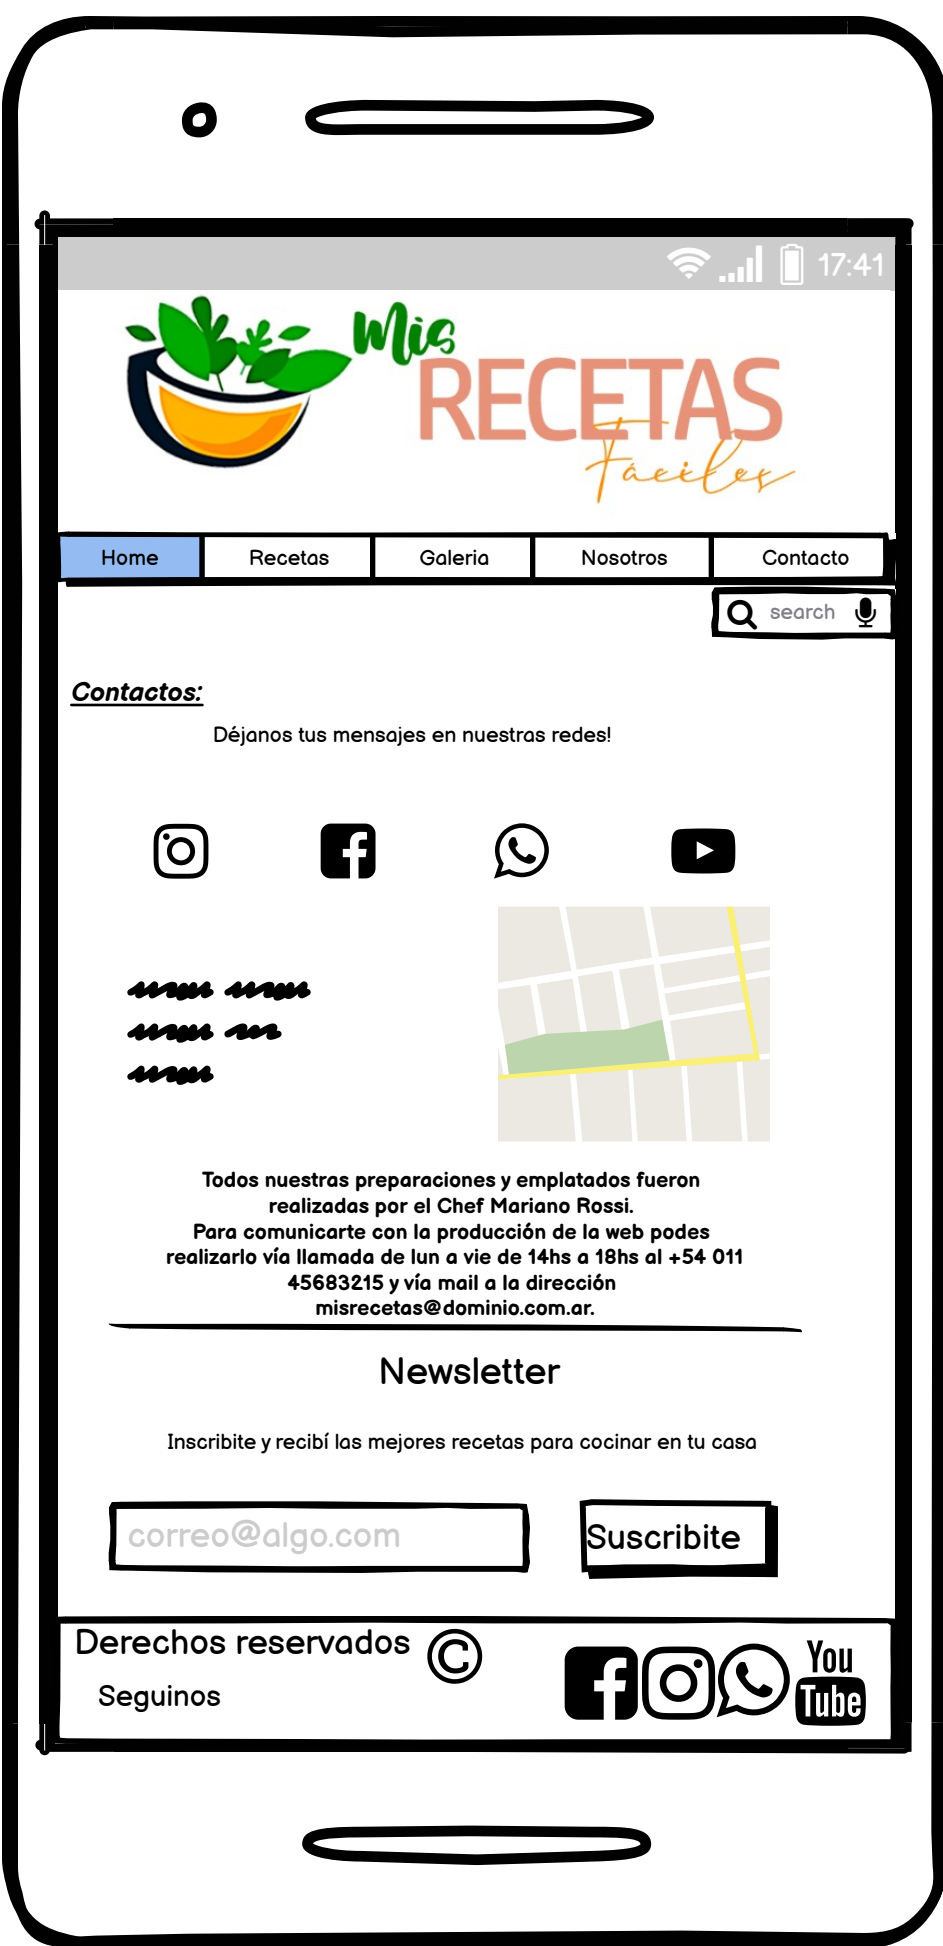 17:41
Mis
RECETAS
Fáciles
Home Recetas Galeria Nosotros Contacto
search
Contactos:
Déjanos tus mensajes en nuestras redes!
Todos nuestras preparaciones y emplatados fueron
realizadas por el Chef Mariano Rossi.
Para comunicarte con la producción de la web podes
realizarlo vía llamada de lun a vie de 14hs a 18hs al +54 011
45683215 y vía mail a la dirección
misrecetas@dominio.com.ar.
Newsletter
Inscribite y recibí las mejores recetas para cocinar en tu casa
correo@algo.com Suscribite
Derechos reservados ©
Seguinos
You
Tube